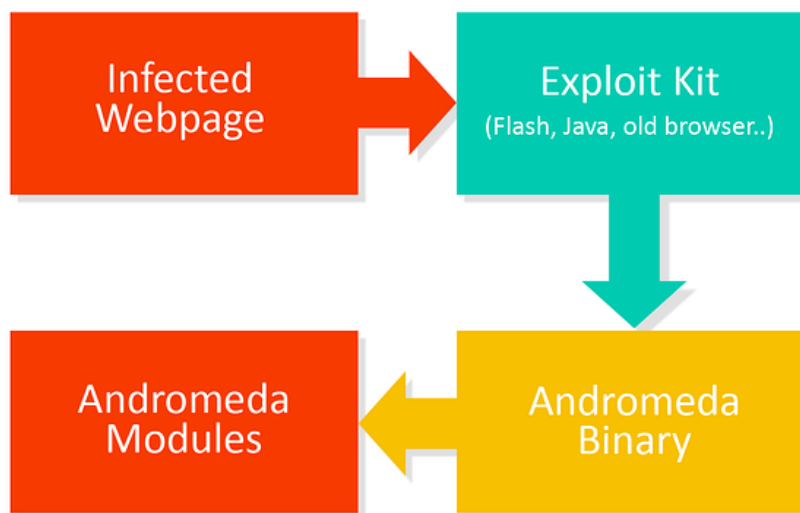 Infected
Webpage
Exploit Kit
(Flash, Java, old browser..)
Andromeda
Modules
Andromeda
Binary